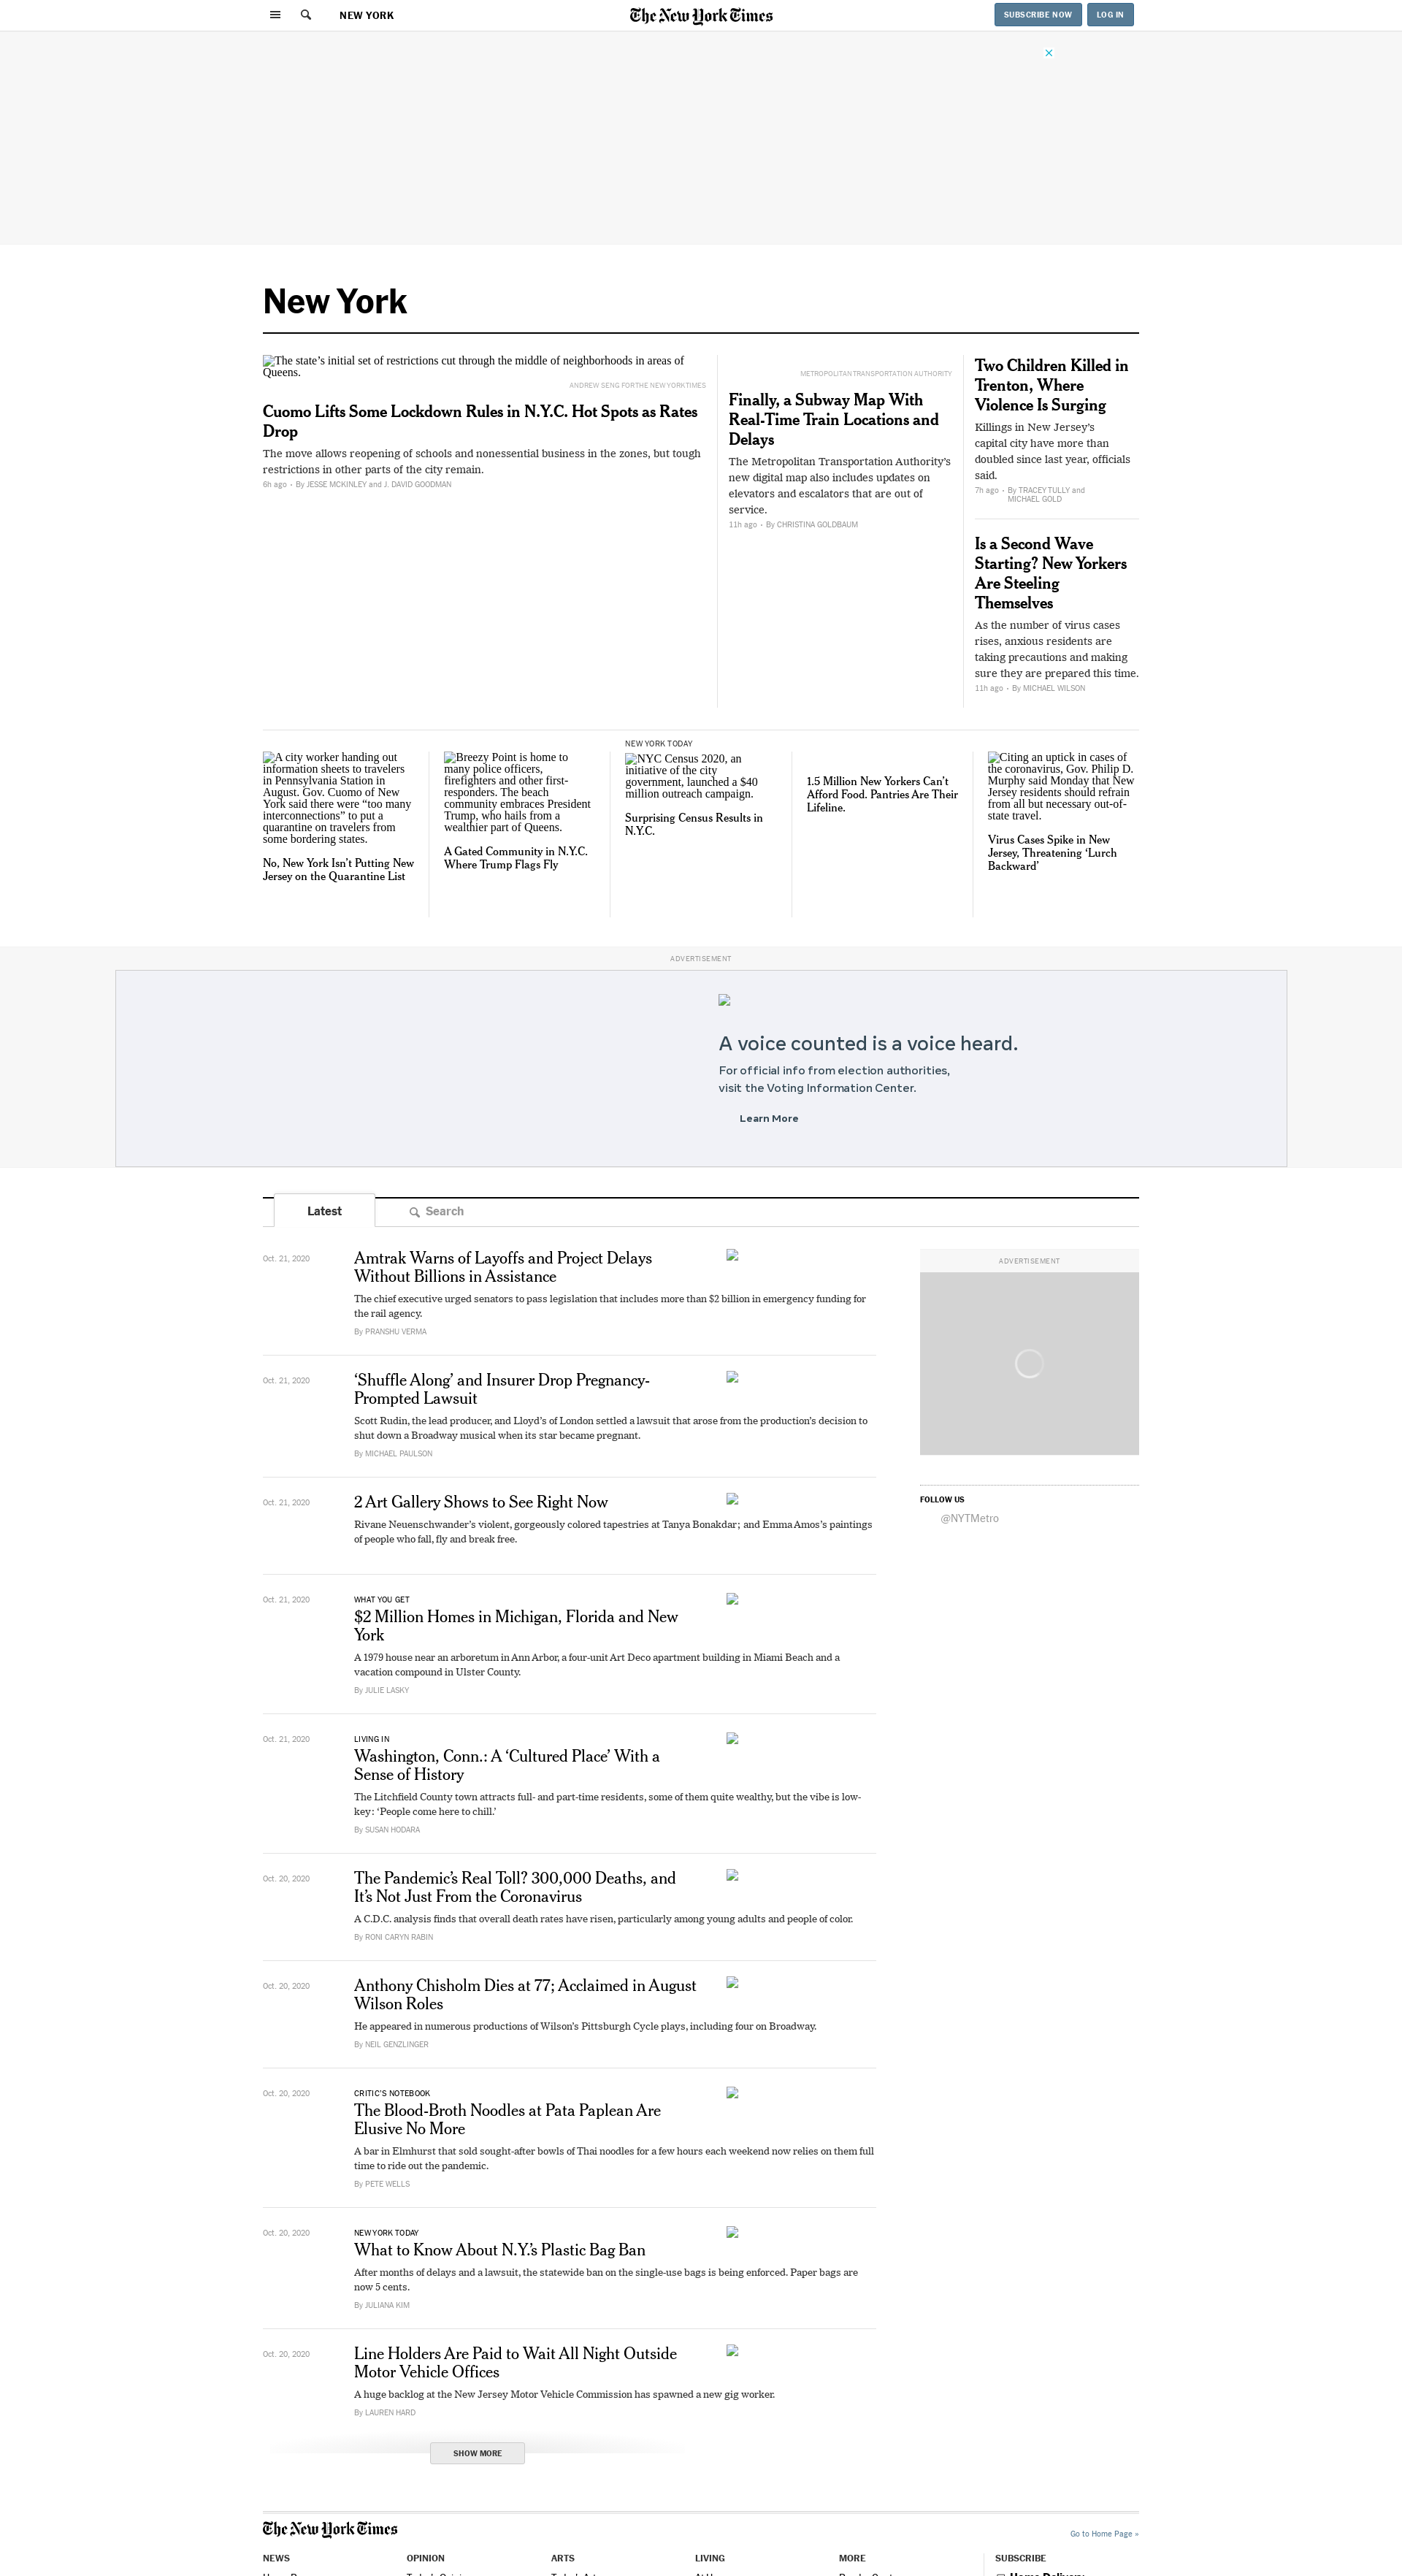 NEW YORK
The New York Times
SUBSCRIBE NOW
LOG IN
New York
The state’s initial set of restrictions cut through the middle of neighborhoods in areas of
Queens.
ANDREW SENG FOR THE NEW YORK TIMES
Cuomo Lifts Some Lockdown Rules in N.Y.C. Hot Spots as Rates
Drop
The move allows reopening of schools and nonessential business in the zones, but tough
restrictions in other parts of the city remain.
6h ago • By JESSE MCKINLEY and J. DAVID GOODMAN
METROPOLITAN TRANSPORTATION AUTHORITY
Finally, a Subway Map With
Real-Time Train Locations and
Delays
The Metropolitan Transportation Authority’s
new digital map also includes updates on
elevators and escalators that are out of
service.
11h ago • By CHRISTINA GOLDBAUM
Two Children Killed in
Trenton, Where
Violence Is Surging
Killings in New Jersey’s
capital city have more than
doubled since last year, officials
said.
7h ago • By TRACEY TULLY and
MICHAEL GOLD
Is a Second Wave
Starting? New Yorkers
Are Steeling
Themselves
As the number of virus cases
rises, anxious residents are
taking precautions and making
sure they are prepared this time.
11h ago • By MICHAEL WILSON
A city worker handing out
information sheets to travelers
in Pennsylvania Station in
August. Gov. Cuomo of New
York said there were “too many
interconnections” to put a
quarantine on travelers from
some bordering states.
No, New York Isn’t Putting New
Jersey on the Quarantine List
Breezy Point is home to
many police officers,
firefighters and other first-
responders. The beach
community embraces President
Trump, who hails from a
wealthier part of Queens.
A Gated Community in N.Y.C.
Where Trump Flags Fly
NEW YORK TODAY
NYC Census 2020, an
initiative of the city
government, launched a $40
million outreach campaign.
Surprising Census Results in
N.Y.C.
1.5 Million New Yorkers Can’t
Afford Food. Pantries Are Their
Lifeline.
Citing an uptick in cases of
the coronavirus, Gov. Philip D.
Murphy said Monday that New
Jersey residents should refrain
from all but necessary out-of-
state travel.
Virus Cases Spike in New
Jersey, Threatening ‘Lurch
Backward’
ADVERTISEMENT
A voice counted is a voice heard.
For official info from election authorities,
visit the Voting Information Center.
Learn More
Latest
Search
Oct. 21, 2020
Amtrak Warns of Layoffs and Project Delays
Without Billions in Assistance
The chief executive urged senators to pass legislation that includes more than $2 billion in emergency funding for
the rail agency.
By PRANSHU VERMA
Oct. 21, 2020
‘Shuffle Along’ and Insurer Drop Pregnancy-
Prompted Lawsuit
Scott Rudin, the lead producer, and Lloyd’s of London settled a lawsuit that arose from the production’s decision to
shut down a Broadway musical when its star became pregnant.
By MICHAEL PAULSON
Oct. 21, 2020
2 Art Gallery Shows to See Right Now
Rivane Neuenschwander’s violent, gorgeously colored tapestries at Tanya Bonakdar; and Emma Amos’s paintings
of people who fall, fly and break free.
Oct. 21, 2020
WHAT YOU GET
$2 Million Homes in Michigan, Florida and New
York
A 1979 house near an arboretum in Ann Arbor, a four-unit Art Deco apartment building in Miami Beach and a
vacation compound in Ulster County.
By JULIE LASKY
Oct. 21, 2020
LIVING IN
Washington, Conn.: A ‘Cultured Place’ With a
Sense of History
The Litchfield County town attracts full- and part-time residents, some of them quite wealthy, but the vibe is low-
key: ‘People come here to chill.’
By SUSAN HODARA
Oct. 20, 2020
The Pandemic’s Real Toll? 300,000 Deaths, and
It’s Not Just From the Coronavirus
A C.D.C. analysis finds that overall death rates have risen, particularly among young adults and people of color.
By RONI CARYN RABIN
Oct. 20, 2020
Anthony Chisholm Dies at 77; Acclaimed in August
Wilson Roles
He appeared in numerous productions of Wilson’s Pittsburgh Cycle plays, including four on Broadway.
By NEIL GENZLINGER
Oct. 20, 2020
CRITIC’S NOTEBOOK
The Blood-Broth Noodles at Pata Paplean Are
Elusive No More
A bar in Elmhurst that sold sought-after bowls of Thai noodles for a few hours each weekend now relies on them full
time to ride out the pandemic.
By PETE WELLS
Oct. 20, 2020
NEW YORK TODAY
What to Know About N.Y.’s Plastic Bag Ban
After months of delays and a lawsuit, the statewide ban on the single-use bags is being enforced. Paper bags are
now 5 cents.
By JULIANA KIM
Oct. 20, 2020
Line Holders Are Paid to Wait All Night Outside
Motor Vehicle Offices
A huge backlog at the New Jersey Motor Vehicle Commission has spawned a new gig worker.
By LAUREN HARD
SHOW MORE
ADVERTISEMENT
FOLLOW US
@NYTMetro
The New York Times
Go to Home Page »
NEWS
OPINION
ARTS
LIVING
MORE
SUBSCRIBE